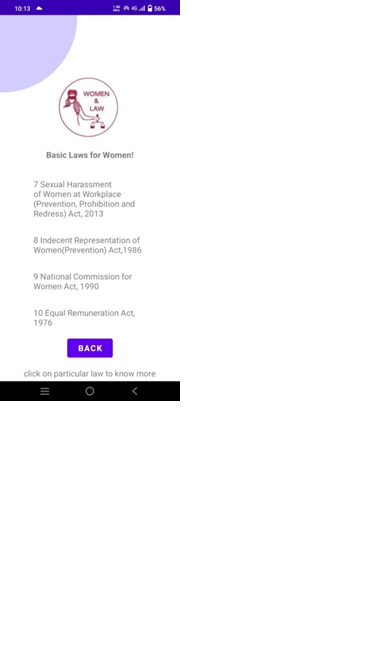 10:13
4G 56%
WOMEN
&
LAW
Basic Laws for Women!
7 Sexual Harassment
of Women at Workplace
(Prevention, Prohibition and
Redress) Act, 2013
8 Indecent Representation of
Women(Prevention) Act,1986
9 National Commission for
Women Act, 1990
10 Equal Remuneration Act,
1976
BACK
click on particular law to know more